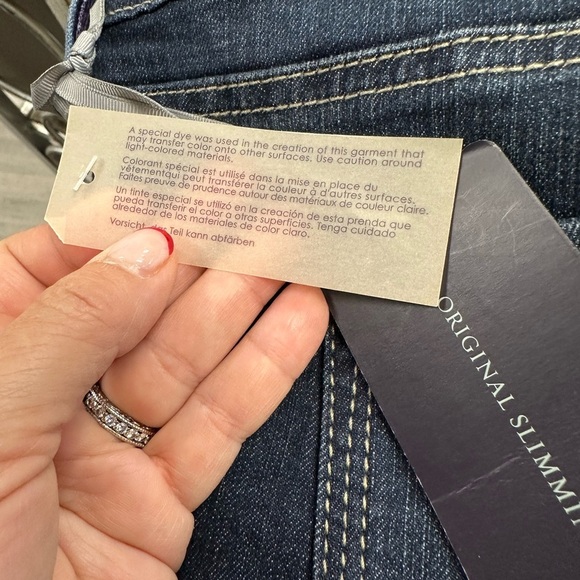 A special dye was used in the creation of this garment that
may transfer color onto other surfaces. Use caution around
light-colored materials.
Colorant spécial est utilisé dans la mise en place du
vêtementqui peut transférer la couleur à d'autres surfaces.
Faites preuve de prudence autour des matériaux de couleur claire.
Un tinte especial se utilizó en la creación de esta prenda que
pueda transferir el color a otras superficies. Tenga cuidado
alrededor de los materiales de color claro.
Vorsicht, Teil kann abfärben
ORIGINAL SLIMMI